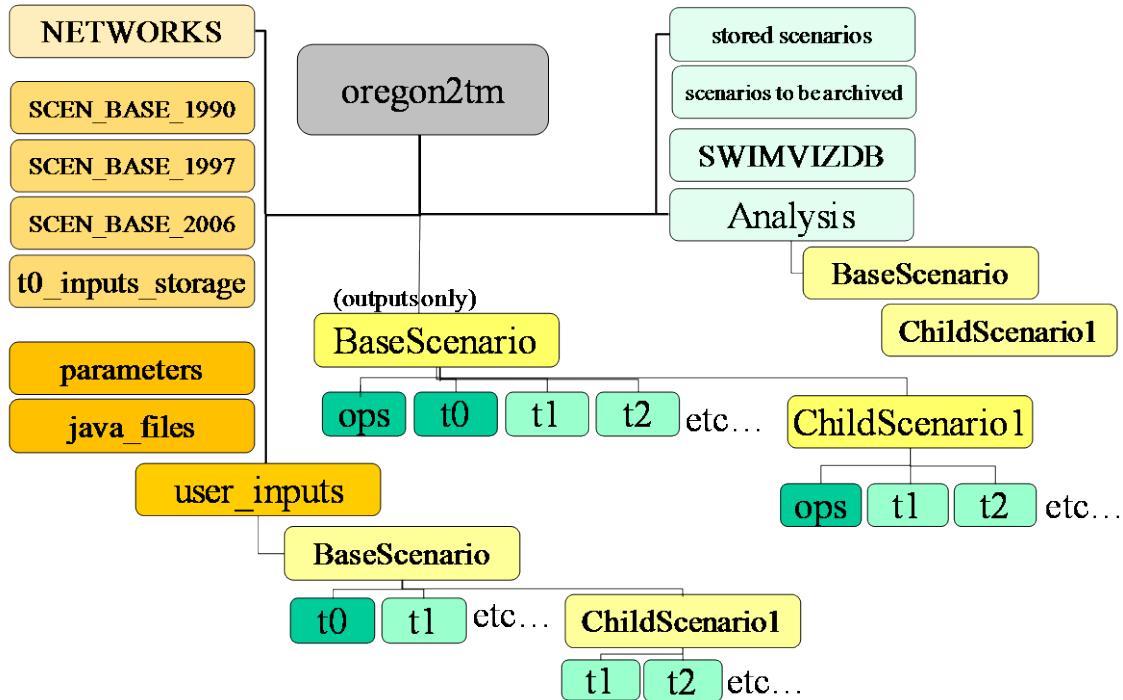 NETWORKS
SCEN_BASE_1990
SCEN_BASE_1997
SCEN_BASE_2006
t0_inputs_storage
parameters
java_files
user_inputs
oregon2tm
stored scenarios
scenarios to be archived
SWIMVIZDB
Analysis
BaseScenario
ChildScenario1
(outputsonly)
BaseScenario
ops
t0
t1
t2
etc…
ChildScenario1
ops
t1
t2
etc…
BaseScenario
t0
t1
etc…
ChildScenario1
t1
t2
etc…